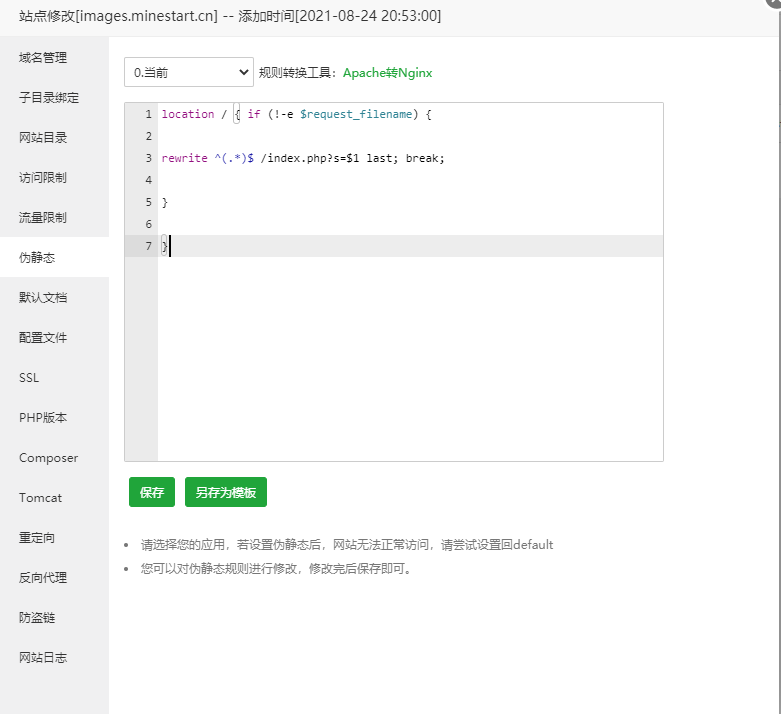 站点修改[images.minestart.cn] -- 添加时间[2021-08-24 20:53:00]
域名管理
子目录绑定
网站目录
访问限制
流量限制
伪静态
默认文档
配置文件
SSL
PHP版本
Composer
Tomcat
重定向
反向代理
防盗链
网站日志
0.当前 规则转换工具：Apache转Nginx
1 location / { if (!-e $request_filename) {
2
3 rewrite ^(.*)$ /index.php?s=$1 last; break;
4
5 }
6
7 }
保存 另存为模板
• 请选择您的应用，若设置伪静态后，网站无法正常访问，请尝试设置回default
• 您可以对伪静态规则进行修改，修改完后保存即可。